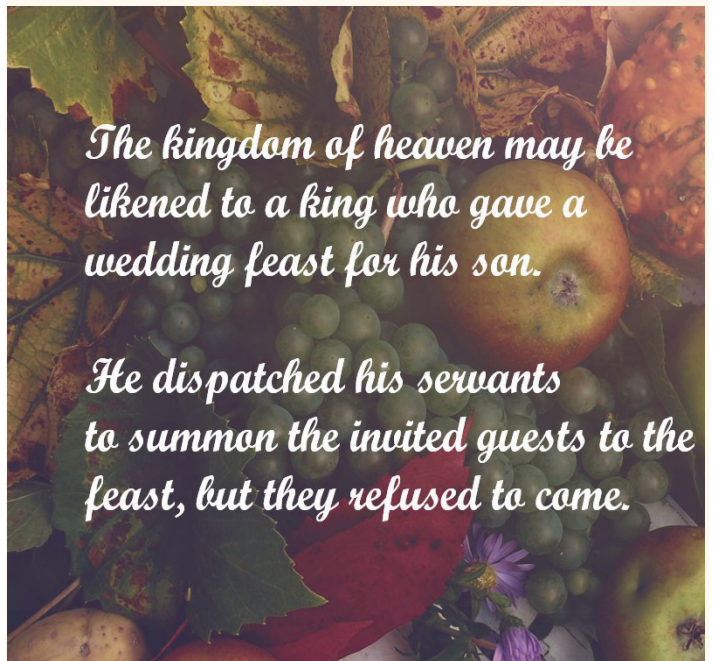 The kingdom of heaven may be
likened to a king who gave a
wedding feast for his son.
He dispatched his servants
to summon the invited guests to the
feast, but they refused to come.